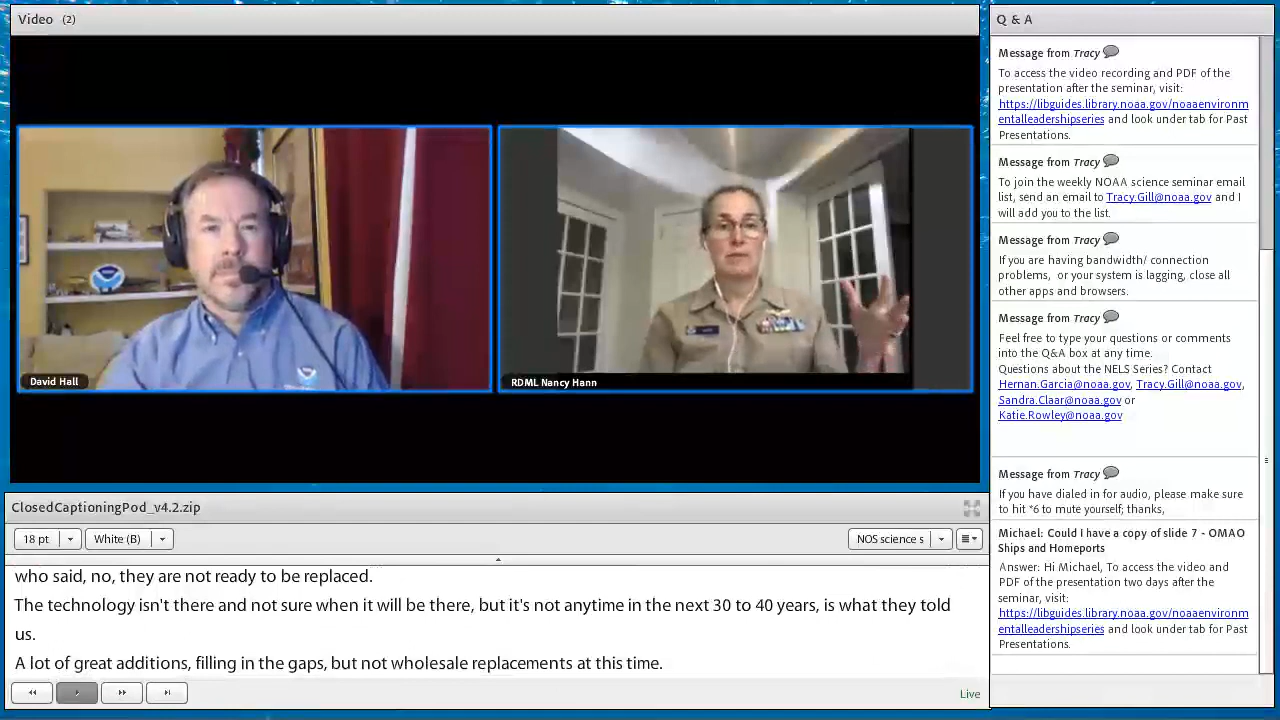 Video (2)
David Hall
RDML Nancy Hann
ClosedCaptioningPod_v4.2.zip
18 pt
White (B)
NOS science s
who said, no, they are not ready to be replaced.
The technology isn't there and not sure when it will be there, but it's not anytime in the next 30 to 40 years, is what they told
us.
A lot of great additions, filling in the gaps, but not wholesale replacements at this time.
Live
Q & A
Message from Tracy
To access the video recording and PDF of the
presentation after the seminar, visit:
https://libguides.library.noaa.gov/noaaenvironm
entalleadershipseries and look under tab for Past
Presentations.
Message from Tracy
To join the weekly NOAA science seminar email
list, send an email to Tracy.Gill@noaa.gov and I
will add you to the list.
Message from Tracy
If you are having bandwidth/ connection
problems, or your system is lagging, close all
other apps and browsers.
Message from Tracy
Feel free to type your questions or comments
into the Q&A box at any time.
Questions about the NELS Series? Contact
Hernan.Garcia@noaa.gov, Tracy.Gill@noaa.gov,
Sandra.Claar@noaa.gov or
Katie.Rowley@noaa.gov
Message from Tracy
If you have dialed in for audio, please make sure
to hit *6 to mute yourself; thanks,
Michael: Could I have a copy of slide 7 - OMAO
Ships and Homeports
Answer: Hi Michael, To access the video and
PDF of the presentation two days after the
seminar, visit:
https://libguides.library.noaa.gov/noaaenvironm
entalleadershipseries and look under tab for Past
Presentations.